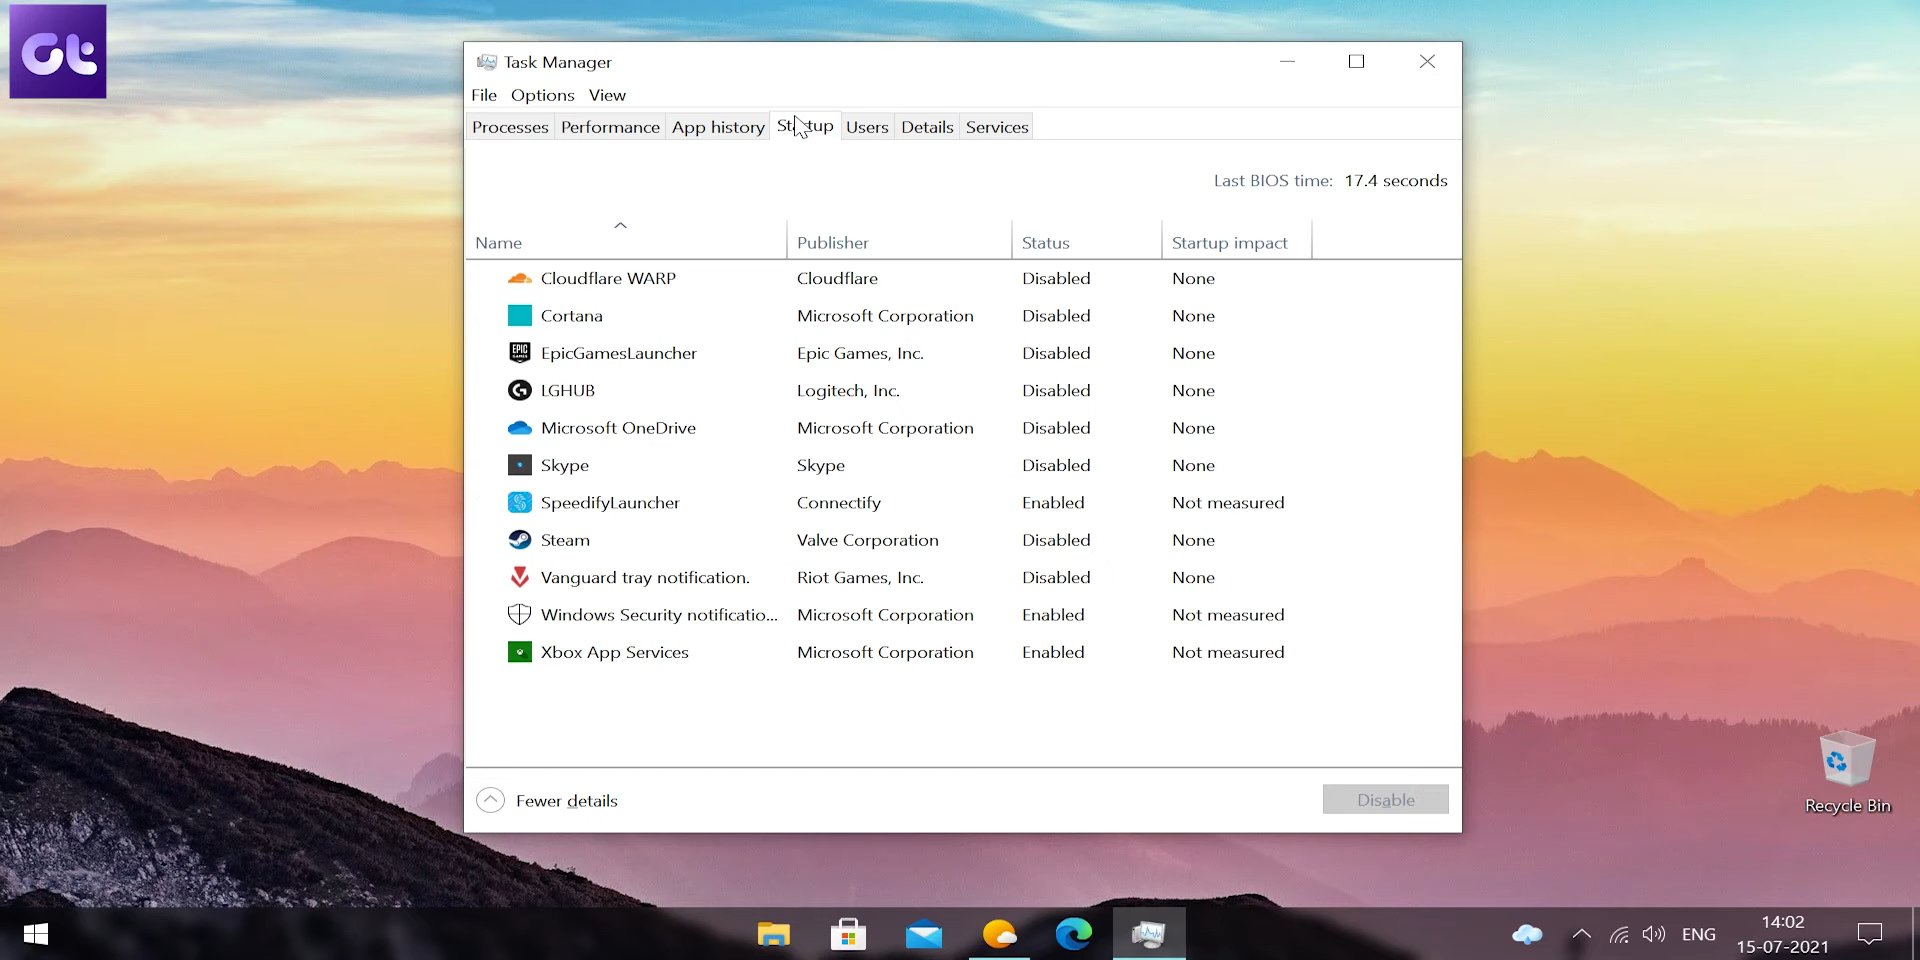 Gt
Task Manager
File Options View
Processes Performance App history Startup Users Details Services
Last BIOS time: 17.4 seconds
Name Publisher Status Startup impact
Cloudflare WARP Cloudflare Disabled None
Cortana Microsoft Corporation Disabled None
EPIC GAMES EpicGamesLauncher Epic Games, Inc. Disabled None
LGHUB Logitech, Inc. Disabled None
Microsoft OneDrive Microsoft Corporation Disabled None
Skype Skype Disabled None
SpeedifyLauncher Connectify Enabled Not measured
Steam Valve Corporation Disabled None
Vanguard tray notification. Riot Games, Inc. Disabled None
Windows Security notificatio... Microsoft Corporation Enabled Not measured
Xbox App Services Microsoft Corporation Enabled Not measured
Fewer details Disable
Recycle Bin
ENG 14:02
15-07-2021